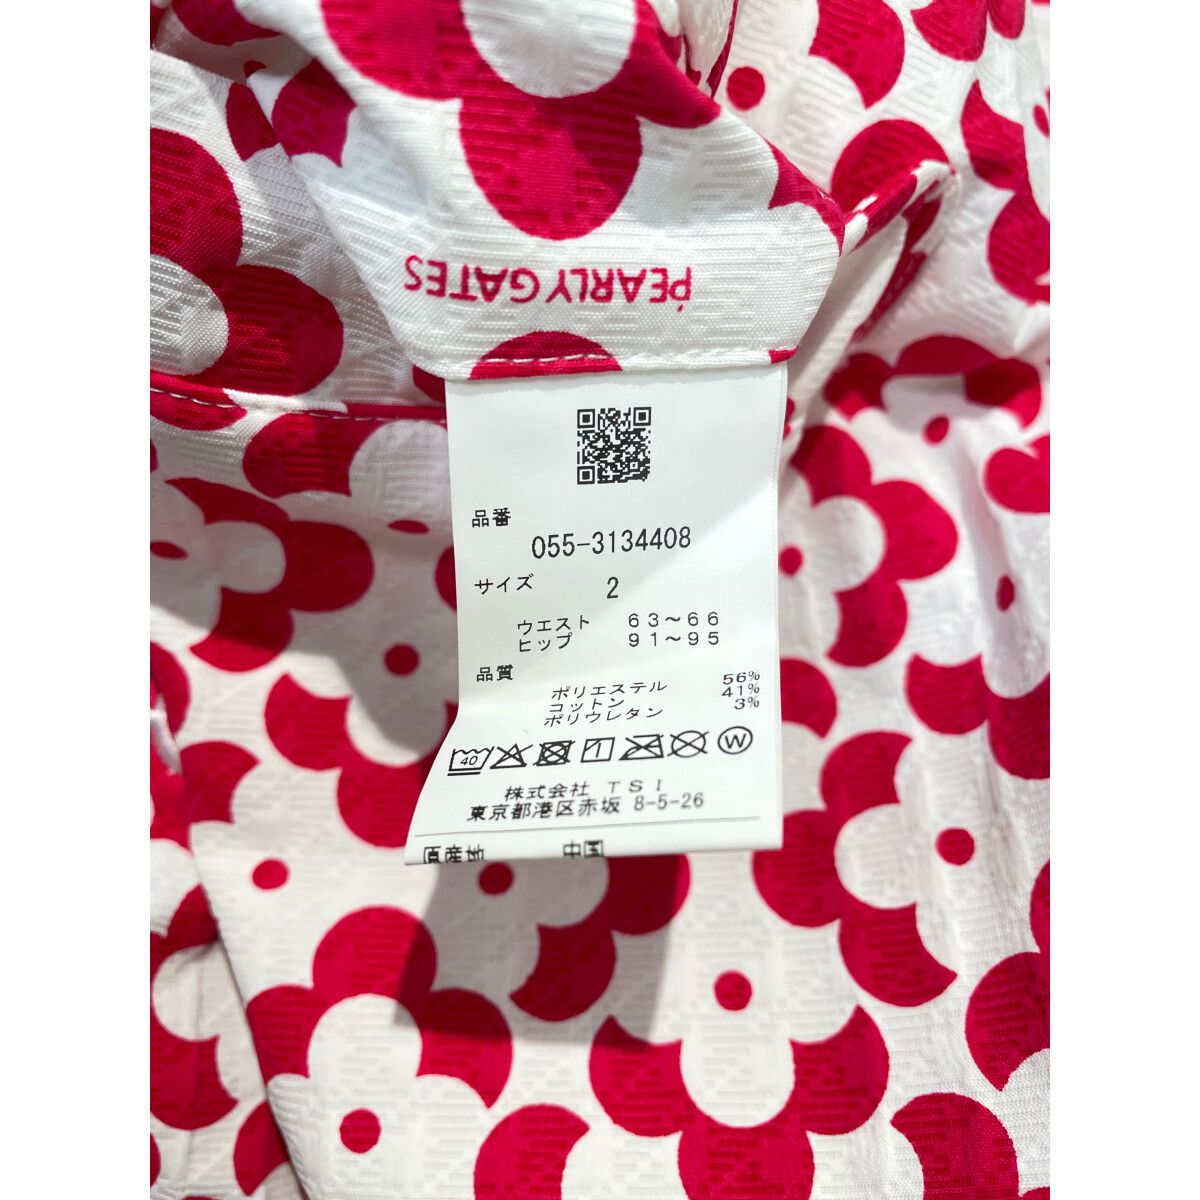 PEARLY GATES
品番
055-3134408
サイズ 2
ウエスト 63～66
ヒップ 91～95
品質
ポリエステル 56%
コットン 41%
ポリウレタン 3%
40 1 W
株式会社 TSI
東京都港区赤坂 8-5-26
原産地 中国